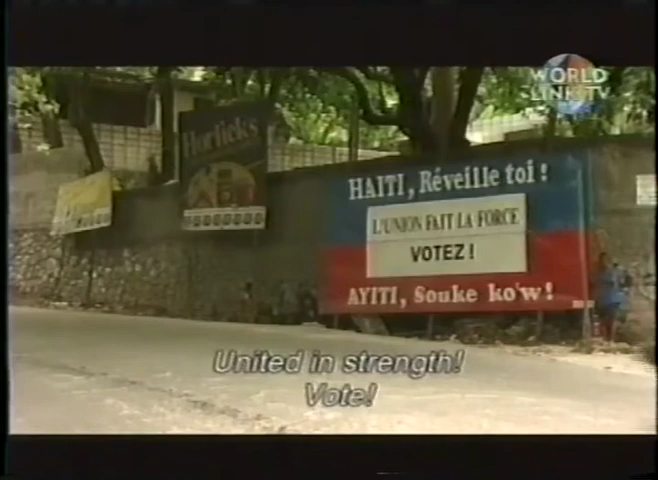 WORLD
LINK TV
Horlicks
HAITI, Réveille toi !
L'UNION FAIT LA FORCE
VOTEZ !
AYITI, Souke ko'w!
United in strength!
Vote!